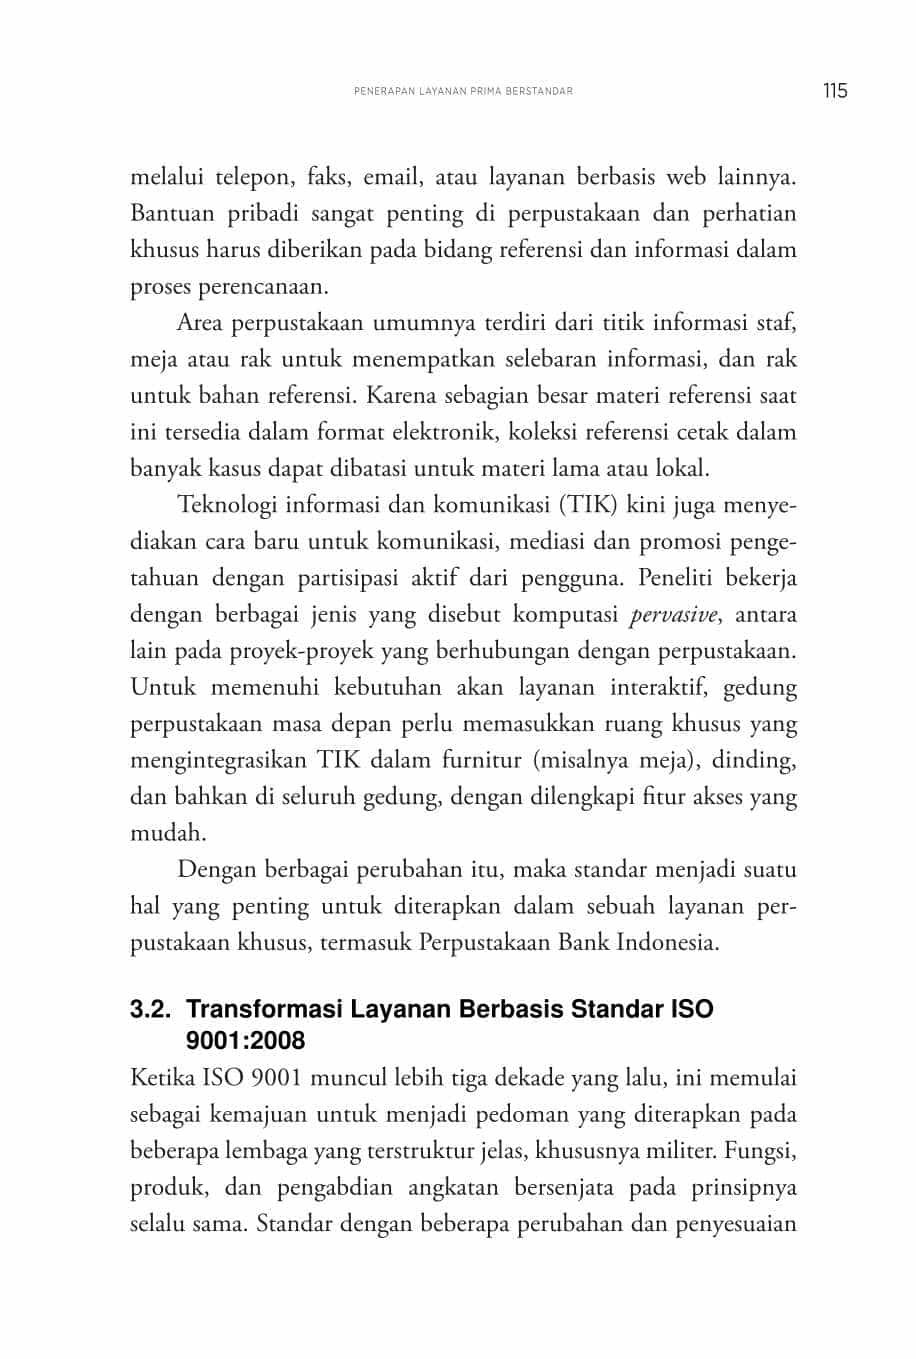 PENERAPAN LAYANAN PRIMA BERSTANDAR 115
melalui telepon, faks, email, atau layanan berbasis web lainnya.
Bantuan pribadi sangat penting di perpustakaan dan perhatian
khusus harus diberikan pada bidang referensi dan informasi dalam
proses perencanaan.
Area perpustakaan umumnya terdiri dari titik informasi staf,
meja atau rak untuk menempatkan selebaran informasi, dan rak
untuk bahan referensi. Karena sebagian besar materi referensi saat
ini tersedia dalam format elektronik, koleksi referensi cetak dalam
banyak kasus dapat dibatasi untuk materi lama atau lokal.
Teknologi informasi dan komunikasi (TIK) kini juga menye-
diakan cara baru untuk komunikasi, mediasi dan promosi penge-
tahuan dengan partisipasi aktif dari pengguna. Peneliti bekerja
dengan berbagai jenis yang disebut komputasi pervasive, antara
lain pada proyek-proyek yang berhubungan dengan perpustakaan.
Untuk memenuhi kebutuhan akan layanan interaktif, gedung
perpustakaan masa depan perlu memasukkan ruang khusus yang
mengintegrasikan TIK dalam furnitur (misalnya meja), dinding,
dan bahkan di seluruh gedung, dengan dilengkapi fitur akses yang
mudah.
Dengan berbagai perubahan itu, maka standar menjadi suatu
hal yang penting untuk diterapkan dalam sebuah layanan per-
pustakaan khusus, termasuk Perpustakaan Bank Indonesia.
3.2. Transformasi Layanan Berbasis Standar ISO
9001:2008
Ketika ISO 9001 muncul lebih tiga dekade yang lalu, ini memulai
sebagai kemajuan untuk menjadi pedoman yang diterapkan pada
beberapa lembaga yang terstruktur jelas, khususnya militer. Fungsi,
produk, dan pengabdian angkatan bersenjata pada prinsipnya
selalu sama. Standar dengan beberapa perubahan dan penyesuaian